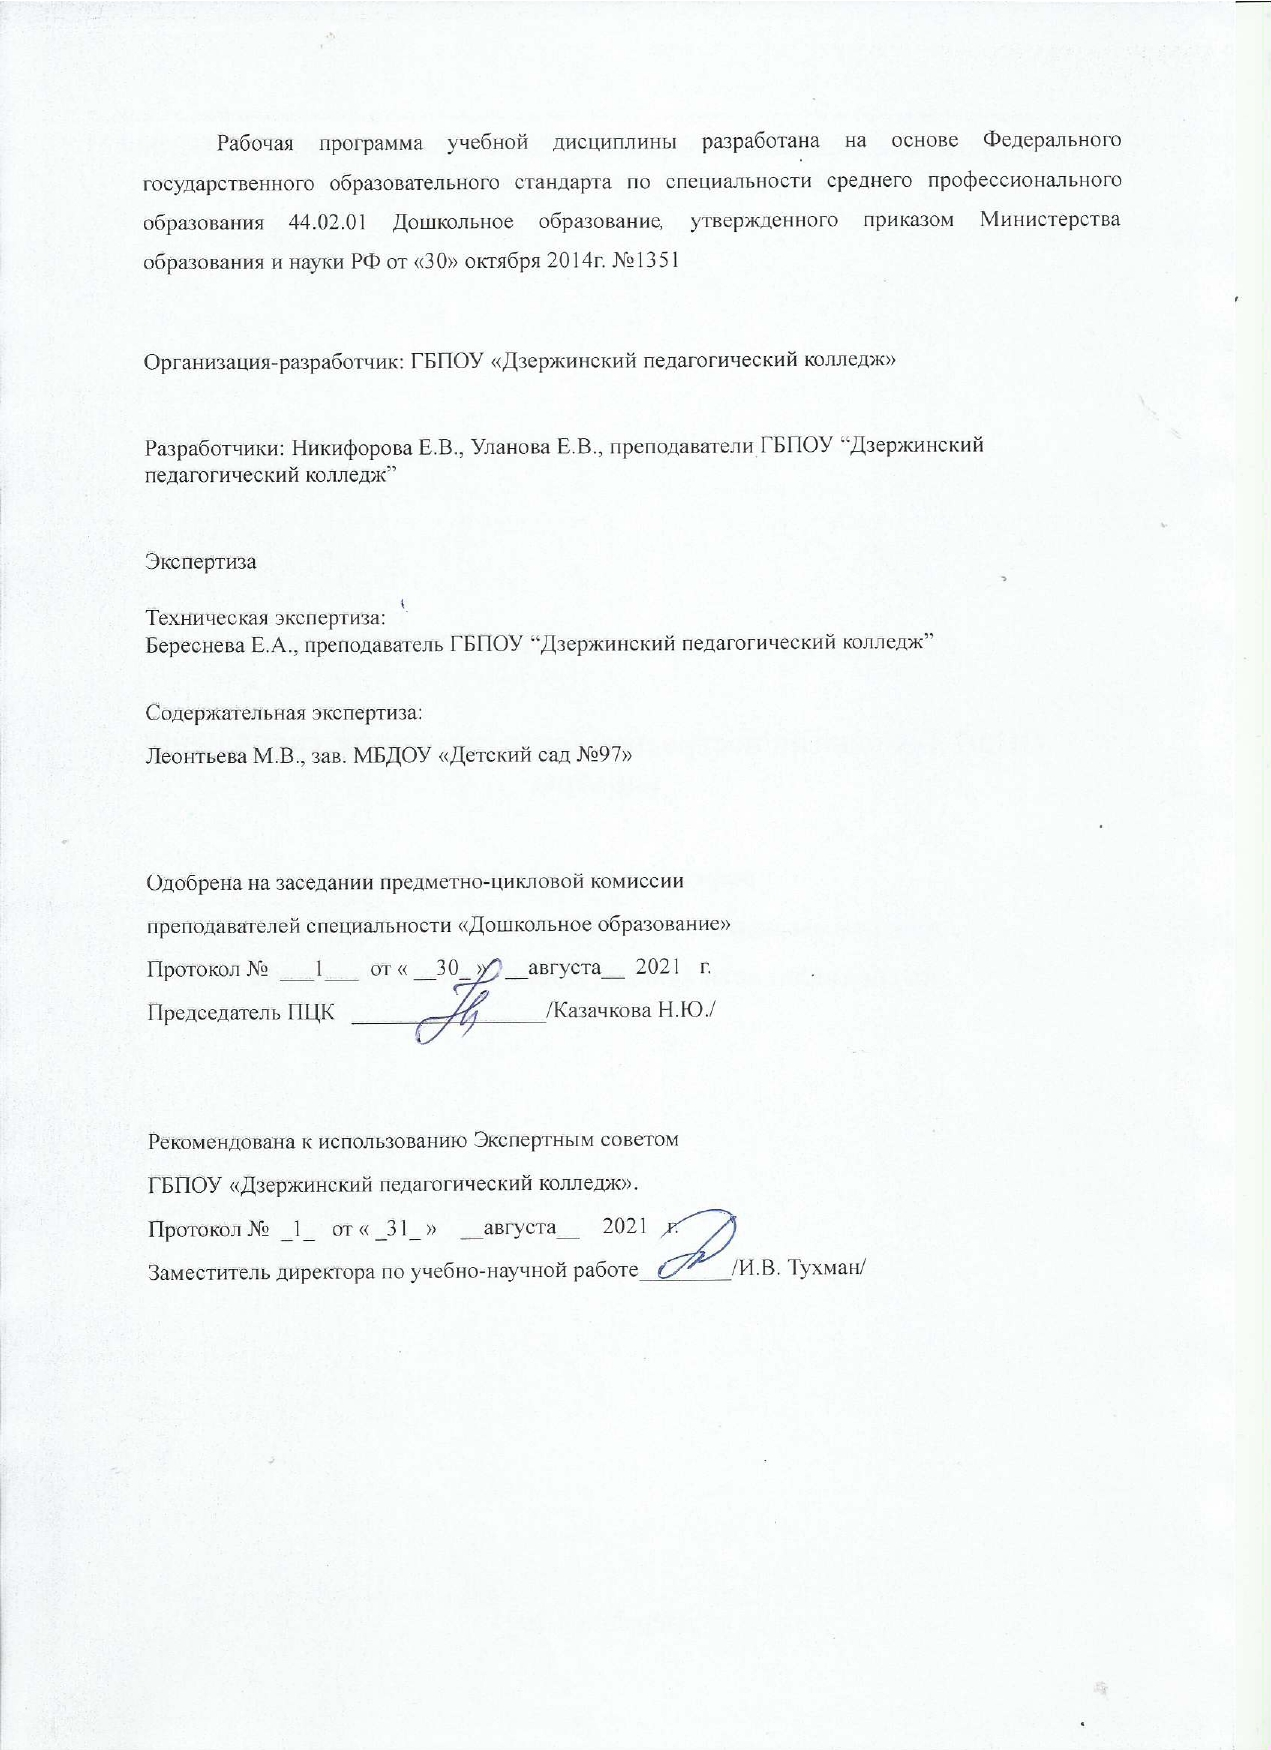 Рабочая программа учебной дисциплины разработана на основе Федерального
государственного образовательного стандарта по специальности среднего профессионального
образования 44.02.01 Дошкольное образование, утвержденного приказом Министерства
образования и науки РФ от «30» октября 2014г. №1351
Организация-разработчик: ГБПОУ «Дзержинский педагогический колледж»
Разработчики: Никифорова Е.В., Уланова Е.В., преподаватели ГБПОУ “Дзержинский
педагогический колледж”
Экспертиза
Техническая экспертиза:
Береснева Е.А., преподаватель ГБПОУ “Дзержинский педагогический колледж”
Содержательная экспертиза:
Леонтьева М.В., зав. МБДОУ «Детский сад №97»
Одобрена на заседании предметно-цикловой комиссии
преподавателей специальности «Дошкольное образование»
Протокол № ___1___ от « __30_ » __августа__ 2021 г.
Председатель ПЦК _________________/Казачкова Н.Ю./
Рекомендована к использованию Экспертным советом
ГБПОУ «Дзержинский педагогический колледж».
Протокол № _1_ от « _31_ » __августа__ 2021 г.
Заместитель директора по учебно-научной работе________/И.В. Тухман/